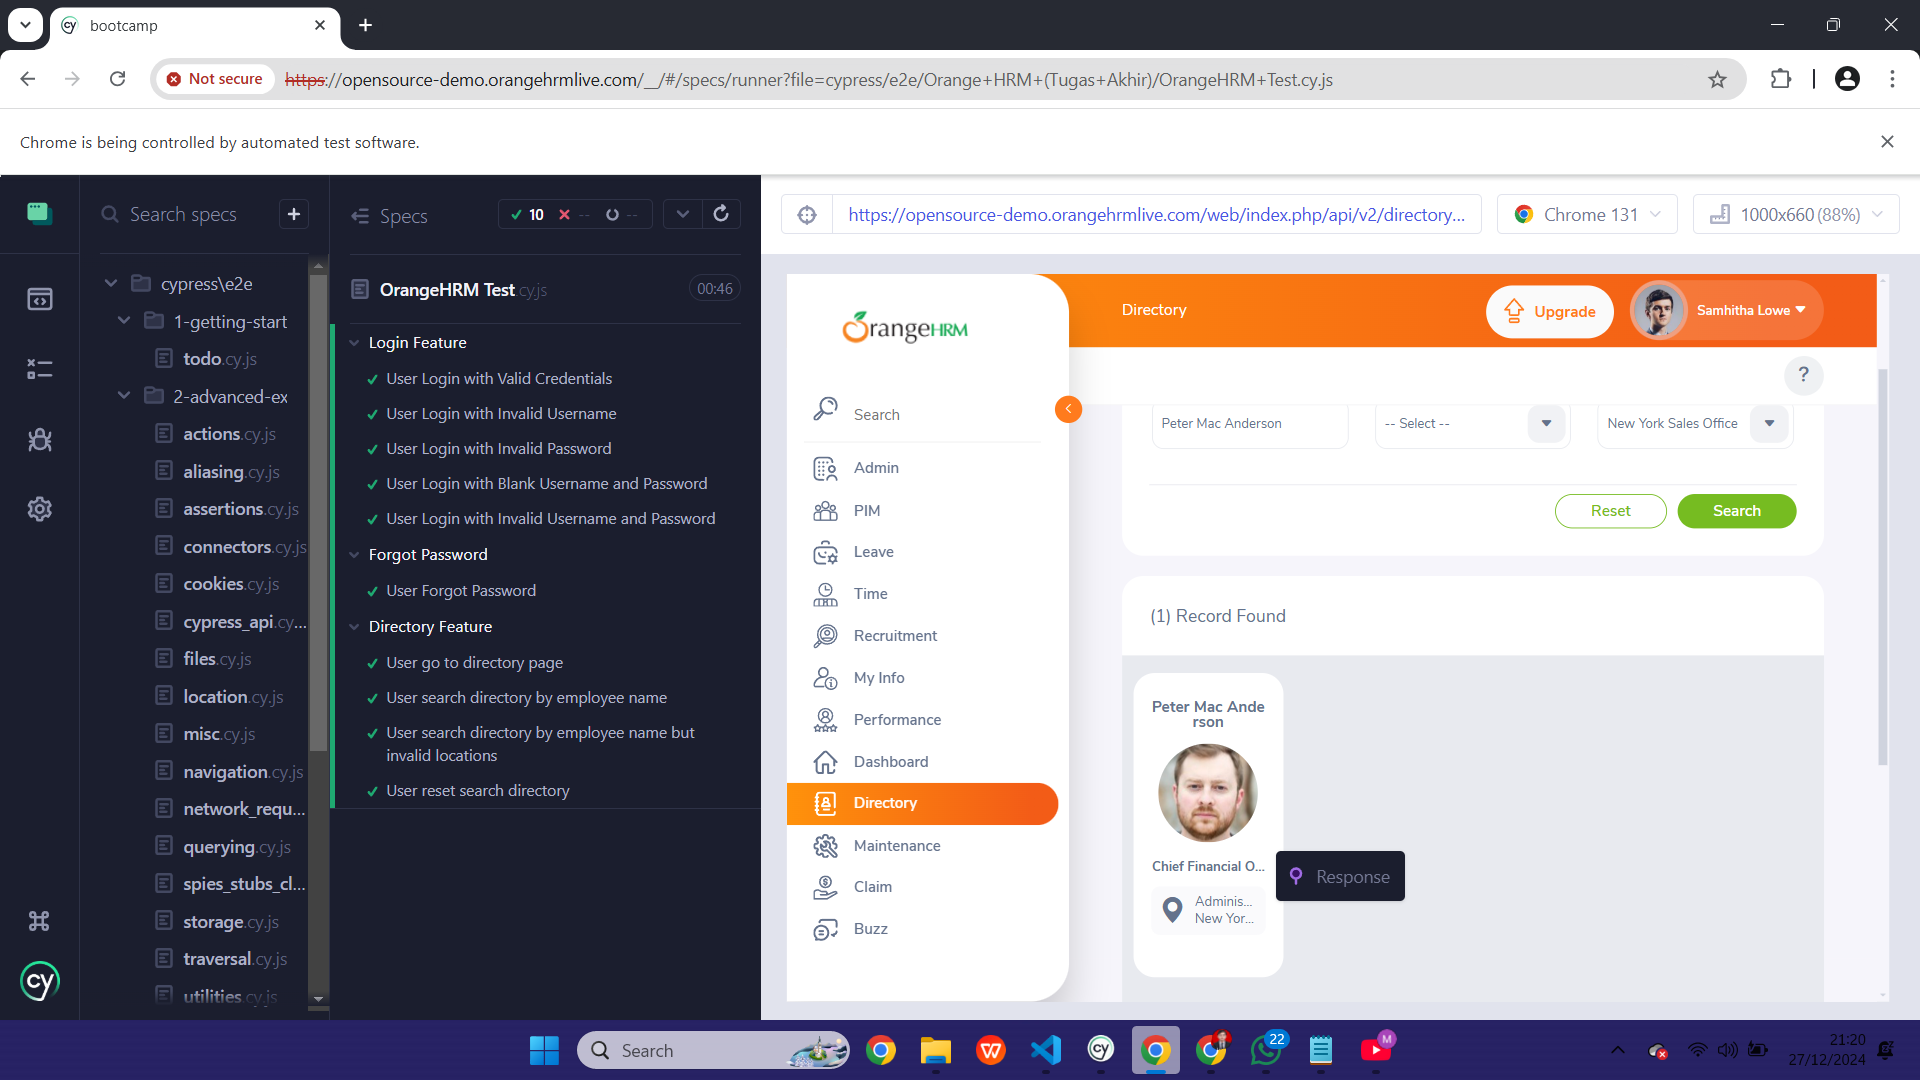 bootcamp
Not secure
https://opensource-demo.orangehrmlive.com/__/#/specs/runner?file=cypress/e2e/Orange+HRM+(Tugas+Akhir)/OrangeHRM+Test.cy.js
Chrome is being controlled by automated test software.
Search specs
cypress\e2e
1-getting-start
todo.cy.js
2-advanced-ex
actions.cy.js
aliasing.cy.js
assertions.cy.js
connectors.cy.js
cookies.cy.js
cypress_api.cy...
files.cy.js
location.cy.js
misc.cy.js
navigation.cy.js
network_requ...
querying.cy.js
spies_stubs_cl...
storage.cy.js
traversal.cy.js
utilities.cy.js
cy
Specs
10 -- --
OrangeHRM Test cy.js 00:46
Login Feature
User Login with Valid Credentials
User Login with Invalid Username
User Login with Invalid Password
User Login with Blank Username and Password
User Login with Invalid Username and Password
Forgot Password
User Forgot Password
Directory Feature
User go to directory page
User search directory by employee name
User search directory by employee name but
invalid locations
User reset search directory
https://opensource-demo.orangehrmlive.com/web/index.php/api/v2/directory...
Chrome 131
1000x660 (88%)
OrangeHRM
Search
Admin
PIM
Leave
Time
Recruitment
My Info
Performance
Dashboard
Directory
Maintenance
Claim
Buzz
Directory
Upgrade
Samhitha Lowe
?
Peter Mac Anderson
-- Select --
New York Sales Office
Reset
Search
(1) Record Found
Peter Mac Ande
rson
Chief Financial O...
Adminis...
New Yor...
Response
Search
22
M
21:20
27/12/2024